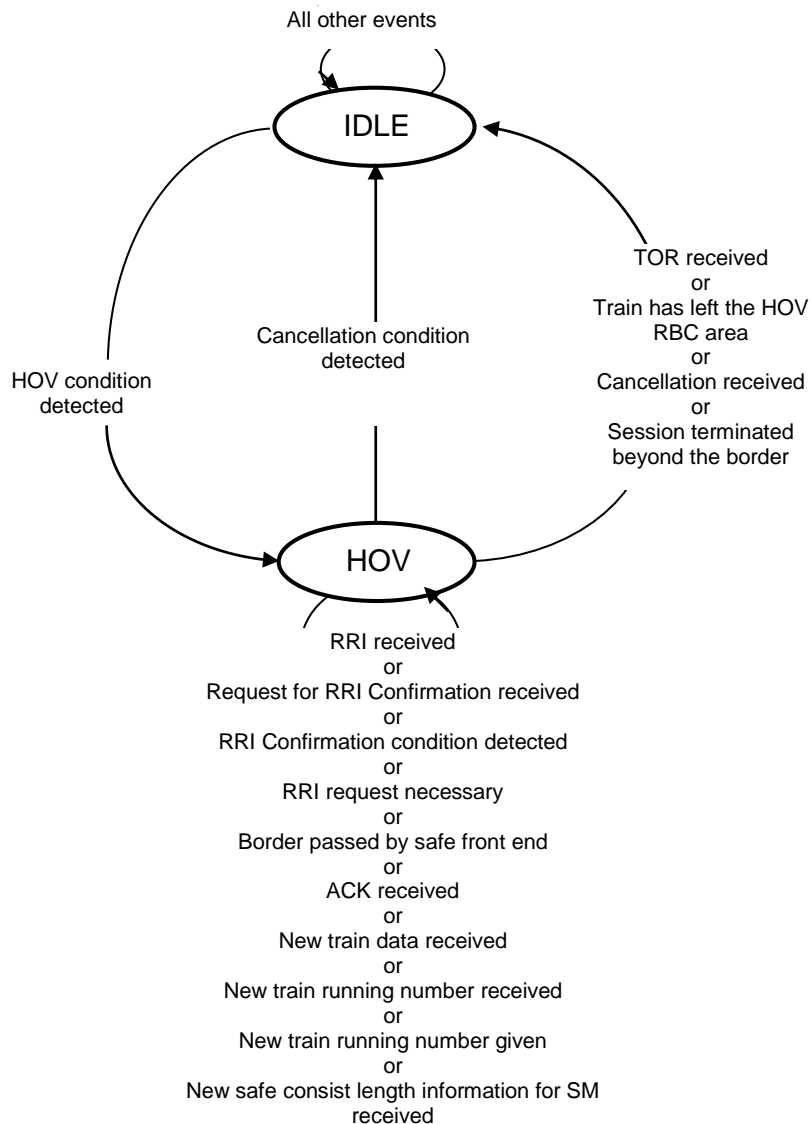 All other events
IDLE
TOR received
or
Train has left the HOV
RBC area
or
Cancellation received
or
Session terminated
beyond the border
Cancellation condition
detected
HOV condition
detected
HOV
RRI received
or
Request for RRI Confirmation received
or
RRI Confirmation condition detected
or
RRI request necessary
or
Border passed by safe front end
or
ACK received
or
New train data received
or
New train running number received
or
New train running number given
or
New safe consist length information for SM
received